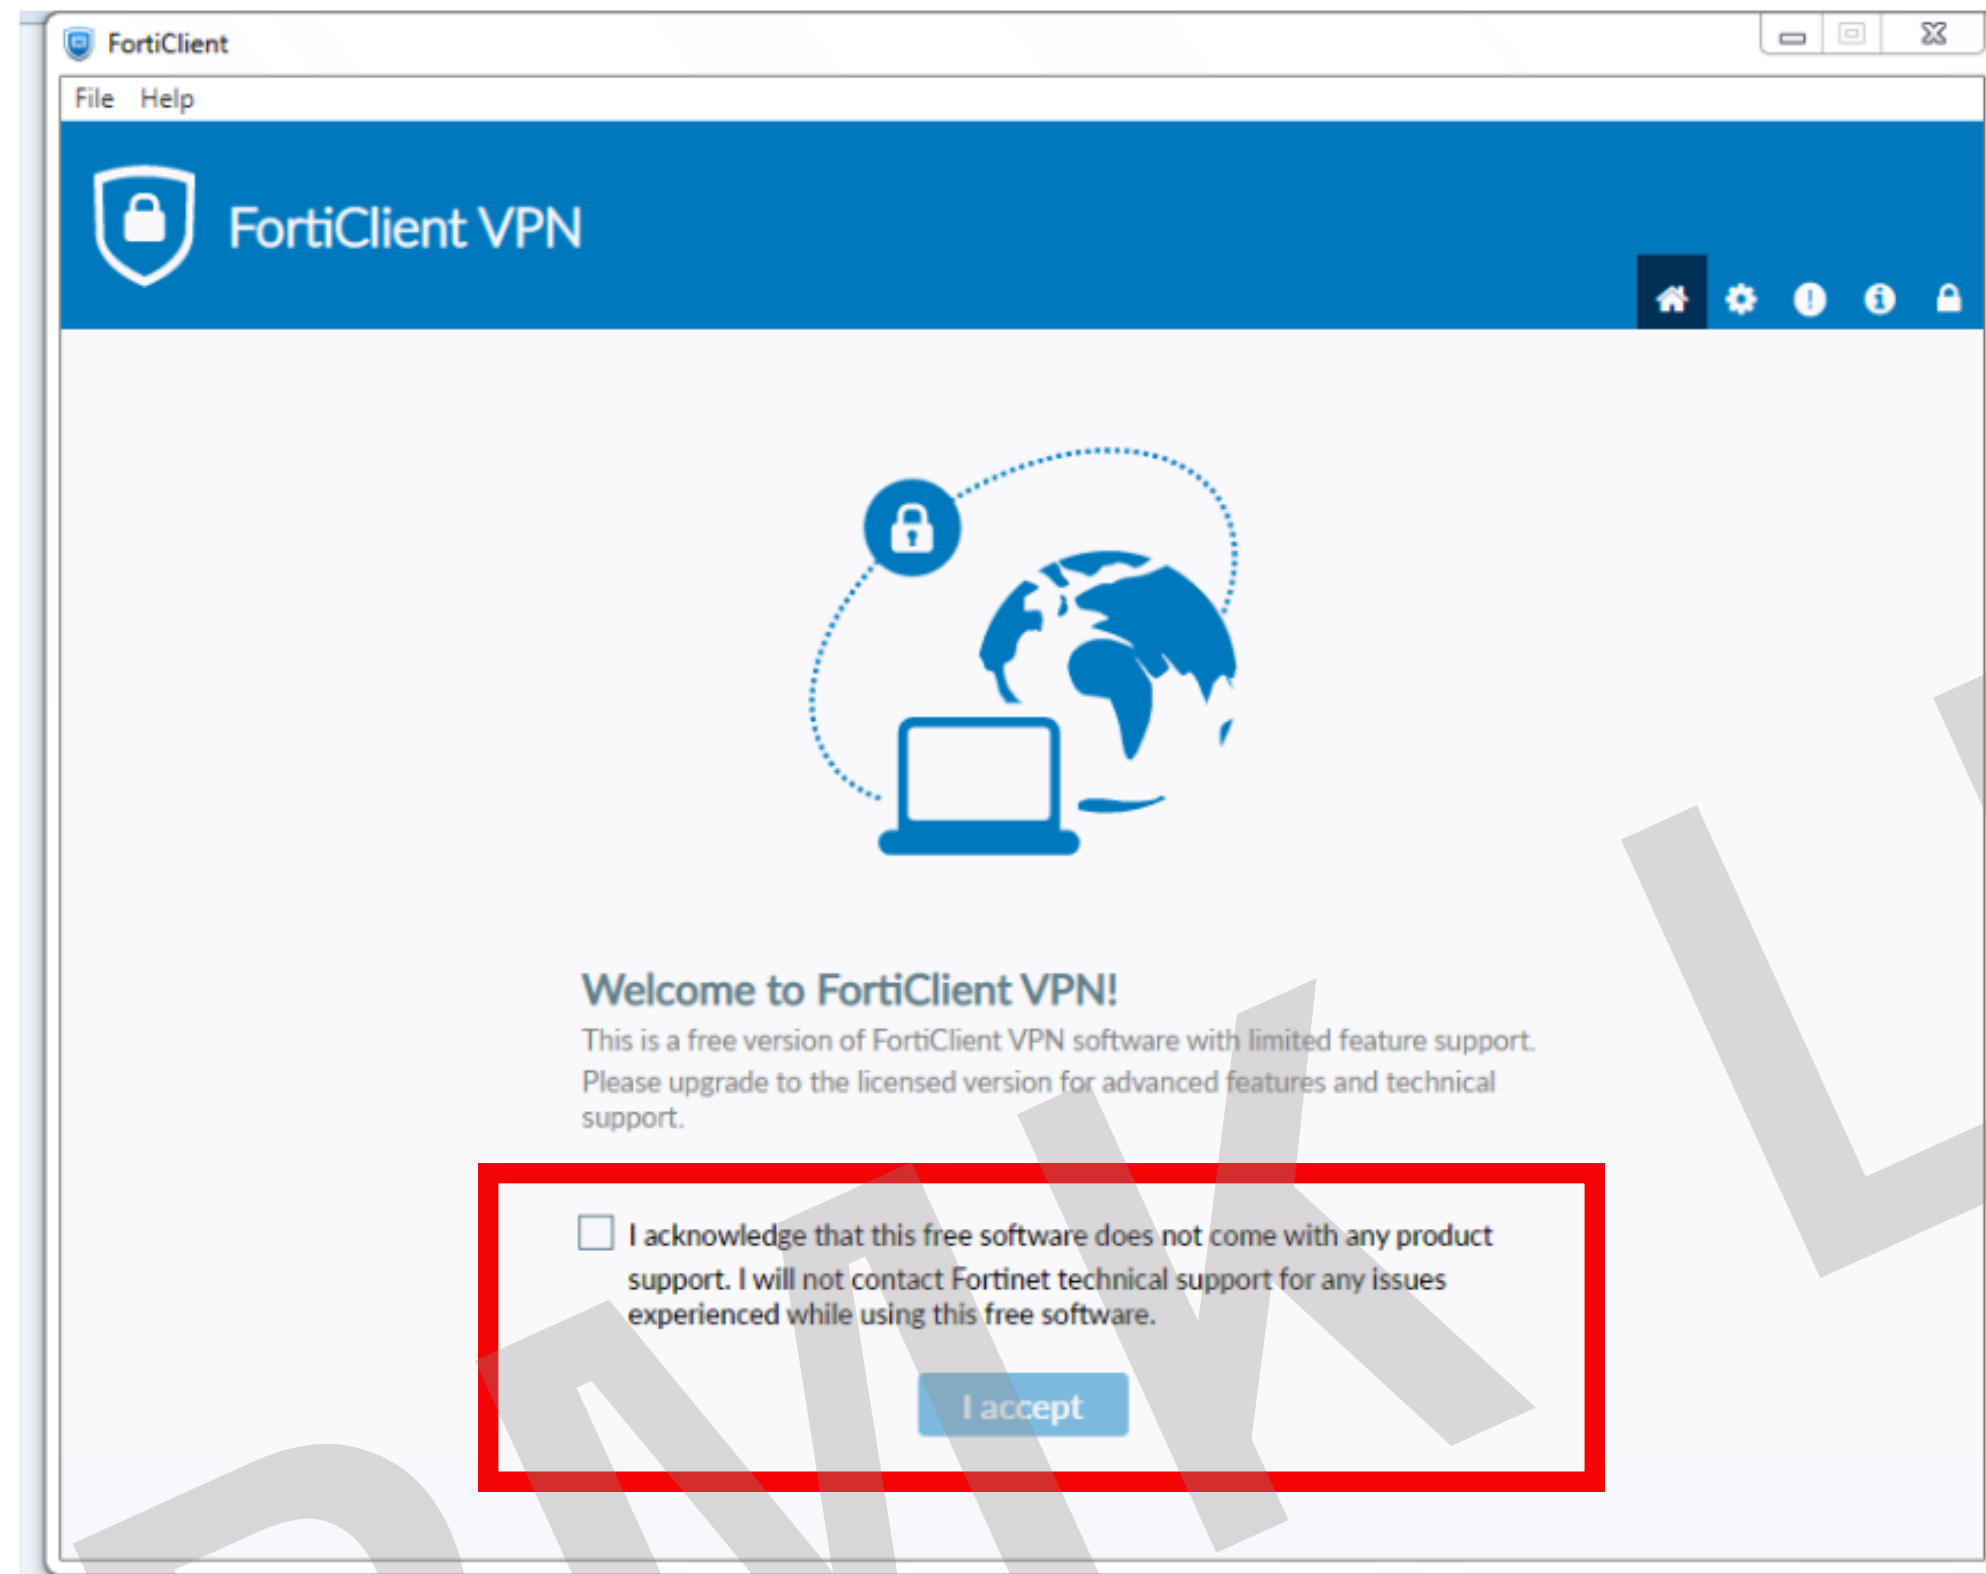 FortiClient
File Help
FortiClient VPN
Welcome to FortiClient VPN!
This is a free version of FortiClient VPN software with limited feature support.
Please upgrade to the licensed version for advanced features and technical
support.
I acknowledge that this free software does not come with any product
support. I will not contact Fortinet technical support for any issues
experienced while using this free software.
I accept